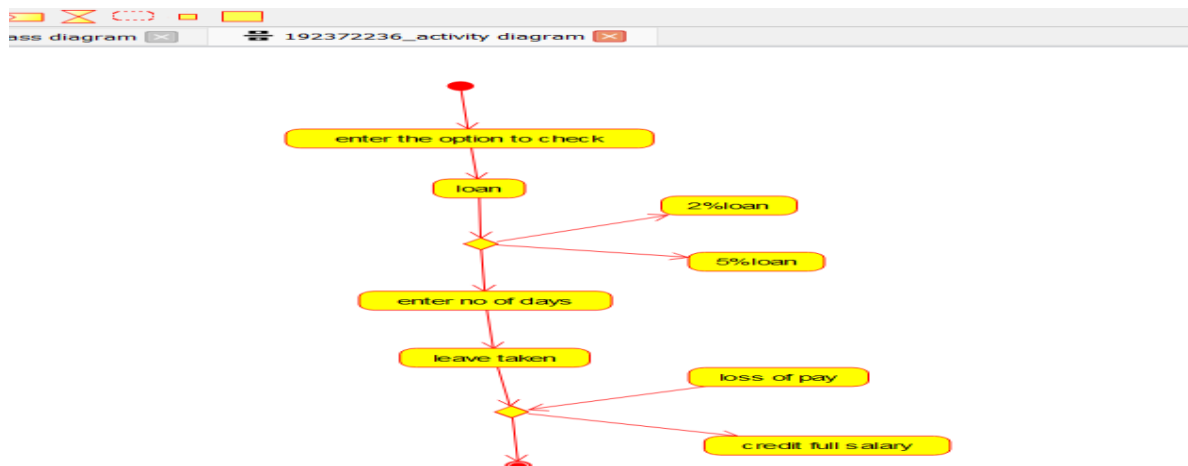 ass diagram
192372236_activity diagram
enter the option to check
loan
2%loan
5%loan
enter no of days
leave taken
loss of pay
credit full salary